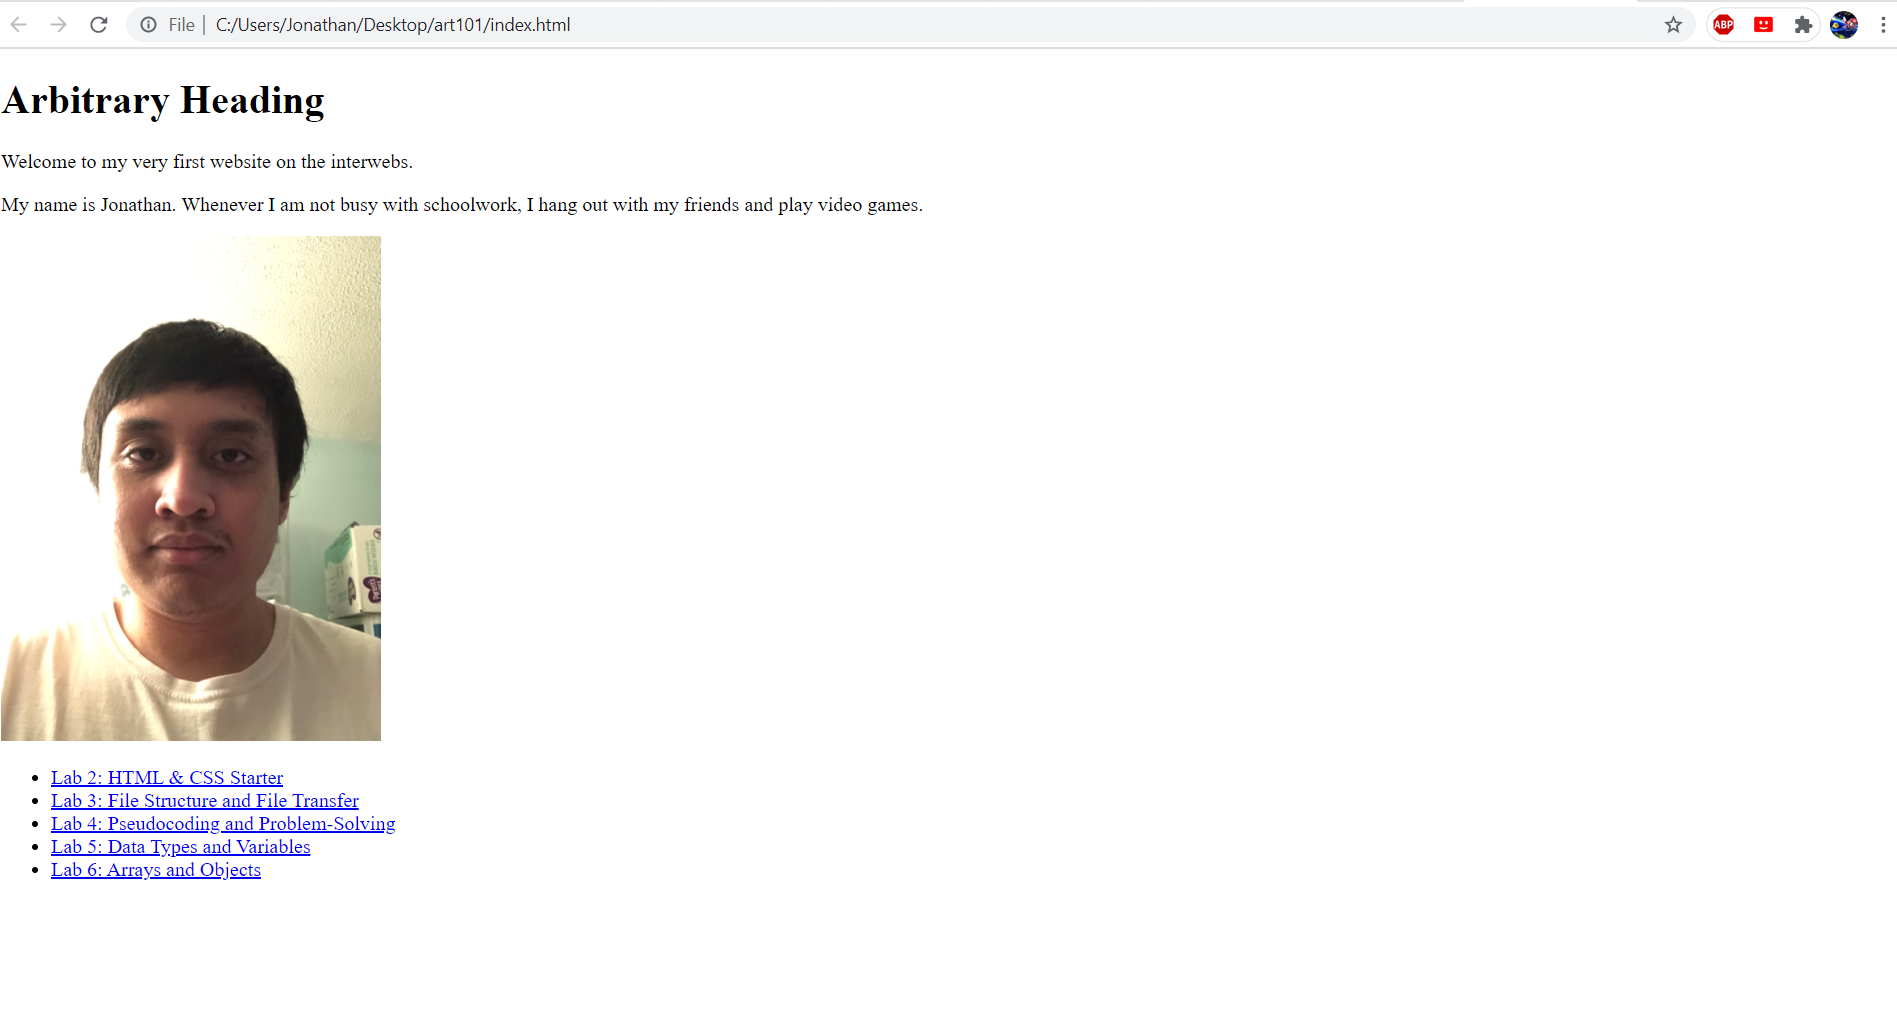 File | C:/Users/Jonathan/Desktop/art101/index.html
ABP
Arbitrary Heading
Welcome to my very first website on the interwebs.
My name is Jonathan. Whenever I am not busy with schoolwork, I hang out with my friends and play video games.
Lab 2: HTML & CSS Starter
Lab 3: File Structure and File Transfer
Lab 4: Pseudocoding and Problem-Solving
Lab 5: Data Types and Variables
Lab 6: Arrays and Objects